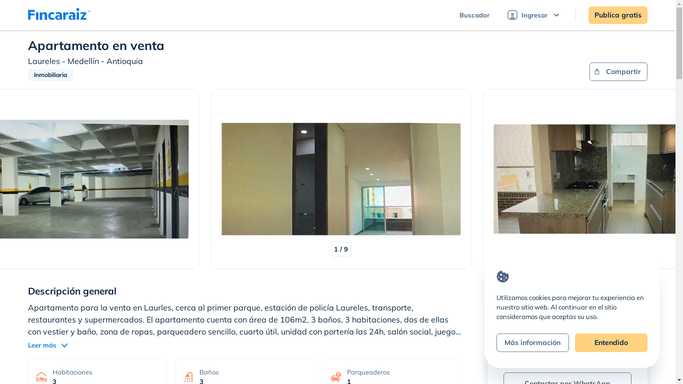 Fincaraiz
Buscador
Ingresar
Publica gratis
Apartamento en venta
Laureles - Medellín - Antioquia
Inmobiliaria
Compartir
1 / 9
Descripción general
Apartamento para la venta en Laurles, cerca al primer parque, estación de policía Laureles, transporte,
restaurantes y supermercados. El apartamento cuenta con área de 106m2, 3 baños, 3 habitaciones, dos de ellas
con vestier y baño, zona de ropas, parqueadero sencillo, cuarto útil, unidad con portería las 24h, salón social, juego...
Leer más
Habitaciones
3
Baños
3
Parqueaderos
1
Utilizamos cookies para mejorar tu experiencia en
nuestro sitio web. Al continuar en el sitio
consideramos que aceptas su uso.
Más información
Entendido
Contactar por WhatsApp